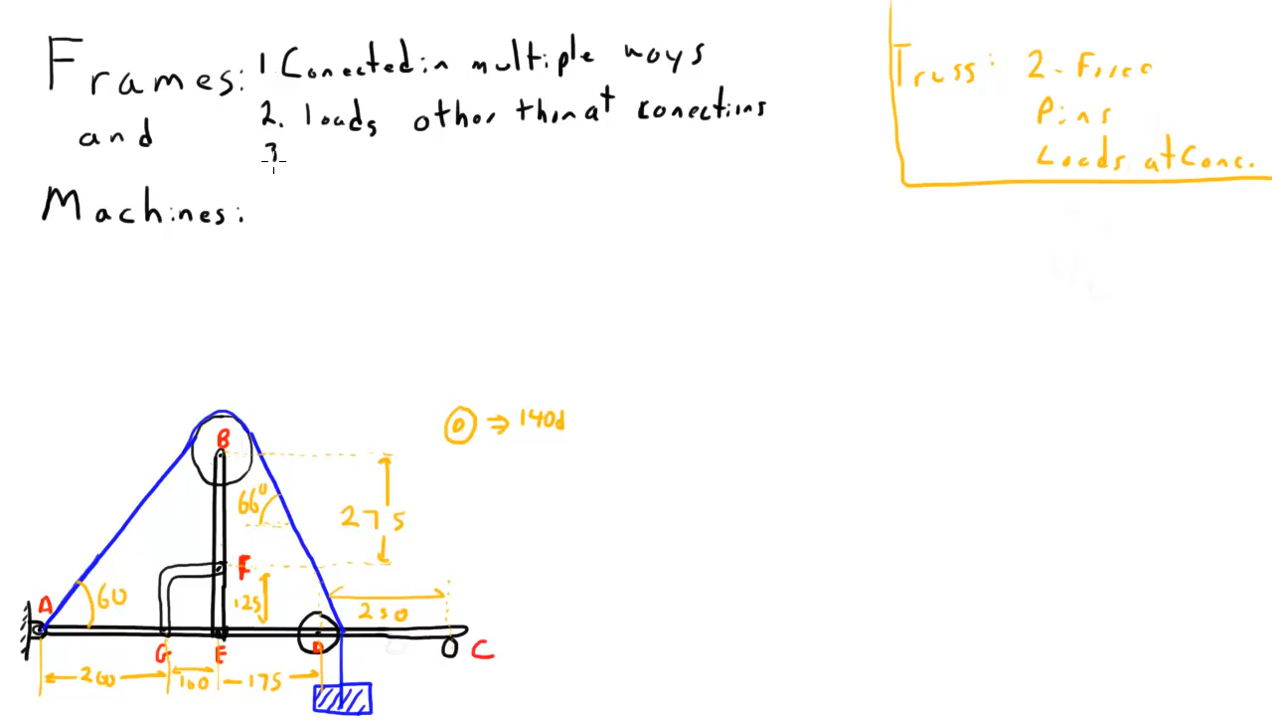 Frames: 1 Conected in multiple ways
and 2. loads other than at conections
3
Machines:
Truss: 2-Force
Pins
Loads at Conc.
B
⇒ 140d
66°
275
F
A
60
125
250
G
E
D
C
200
100
175